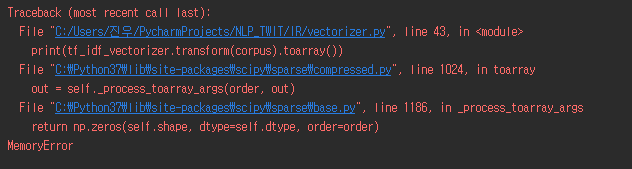 Traceback (most recent call last):
File "C:/Users/진우/PycharmProjects/NLP_TWIT/IR/vectorizer.py", line 43, in <module>
print(tf_idf_vectorizer.transform(corpus).toarray())
File "C:₩Python37₩lib₩site-packages₩scipy₩sparse₩compressed.py", line 1024, in toarray
out = self._process_toarray_args(order, out)
File "C:₩Python37₩lib₩site-packages₩scipy₩sparse₩base.py", line 1186, in _process_toarray_args
return np.zeros(self.shape, dtype=self.dtype, order=order)
MemoryError